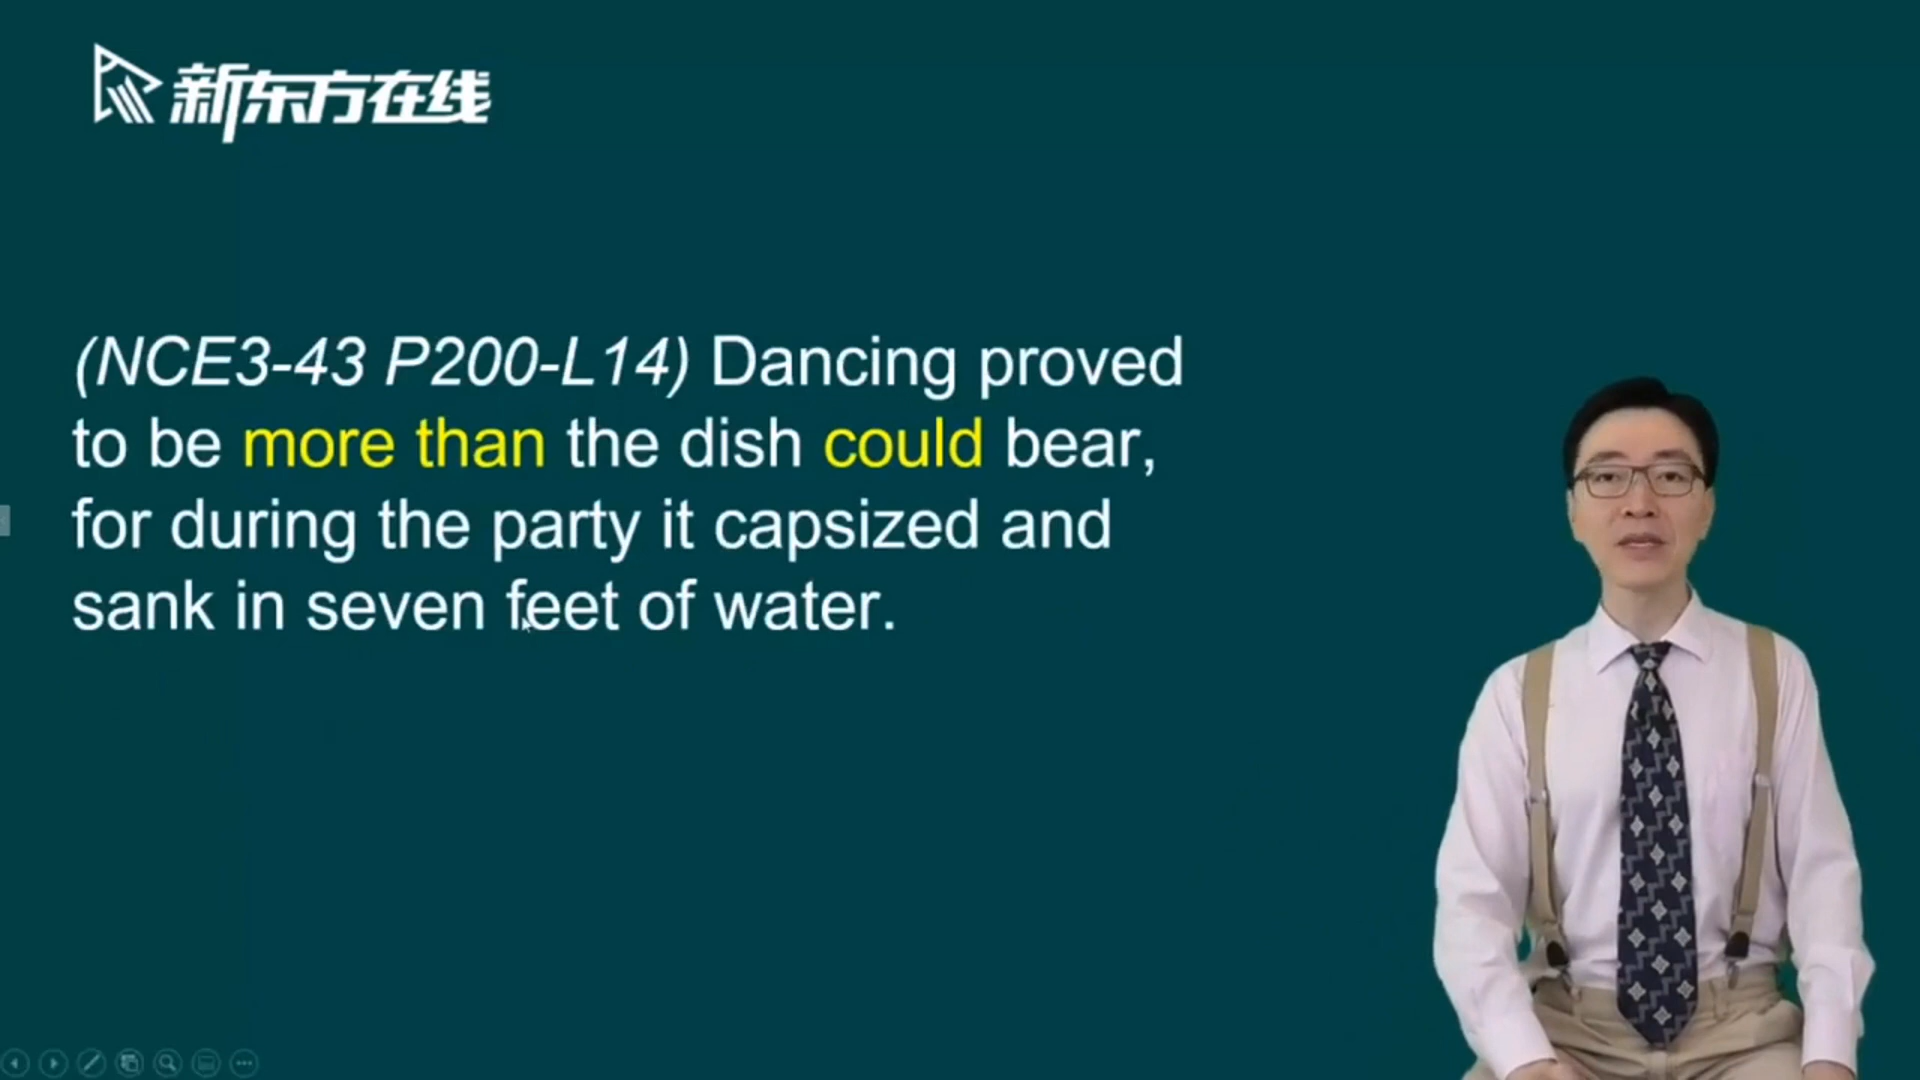 新东方在线
(NCE3-43 P200-L14) Dancing proved
to be more than the dish could bear,
for during the party it capsized and
sank in seven feet of water.